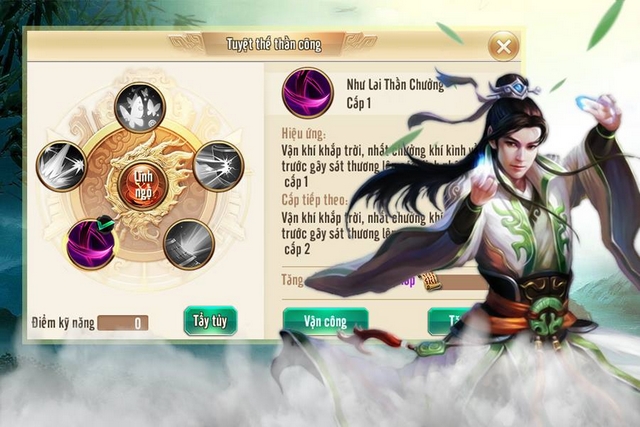 Tuyệt thế thần công
Như Lai Thần Chưởng
Cấp 1
Hiệu ứng:
Vận khí khắp trời, nhất chưởng khí kình
trước gây sát thương
cấp 1
Cấp tiếp theo:
Vận khí khắp trời, nhất chưởng khí
trước gây sát thương
cấp 2
Lĩnh
ngộ
Tăng
Điểm kỹ năng 0
Tẩy tủy
Vận công